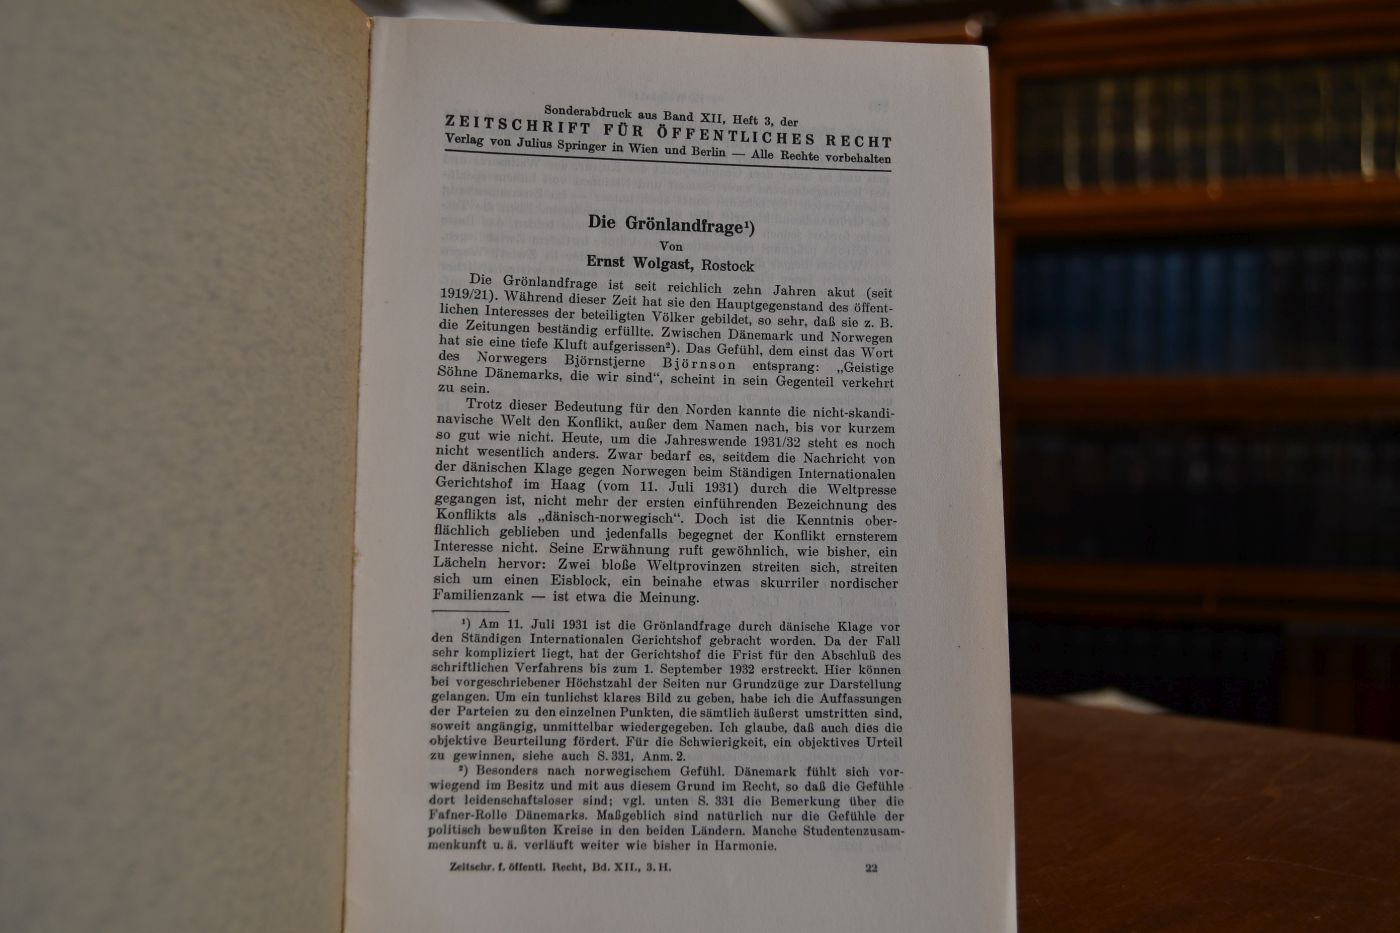 Sonderabdruck aus Band XII, Heft 3, der
ZEITSCHRIFT FÜR ÖFFENTLICHES RECHT
Verlag von Julius Springer in Wien und Berlin — Alle Rechte vorbehalten
Die Grönlandfrage¹)
Von
Ernst Wolgast, Rostock
Die Grönlandfrage ist seit reichlich zehn Jahren akut (seit
1919/21). Während dieser Zeit hat sie den Hauptgegenstand des öffent-
lichen Interesses der beteiligten Völker gebildet, so sehr, daß sie z. B.
die Zeitungen beständig erfüllte. Zwischen Dänemark und Norwegen
hat sie eine tiefe Kluft aufgerissen²). Das Gefühl, dem einst das Wort
des Norwegers Björnstjerne Björnson entsprang: „Geistige
Söhne Dänemarks, die wir sind“, scheint in sein Gegenteil verkehrt
zu sein.
Trotz dieser Bedeutung für den Norden kannte die nicht-skandi-
navische Welt den Konflikt, außer dem Namen nach, bis vor kurzem
so gut wie nicht. Heute, um die Jahreswende 1931/32 steht es noch
nicht wesentlich anders. Zwar bedarf es, seitdem die Nachricht von
der dänischen Klage gegen Norwegen beim Ständigen Internationalen
Gerichtshof im Haag (vom 11. Juli 1931) durch die Weltpresse
gegangen ist, nicht mehr der ersten einführenden Bezeichnung des
Konflikts als „dänisch-norwegisch“. Doch ist die Kenntnis ober-
flächlich geblieben und jedenfalls begegnet der Konflikt ernsterem
Interesse nicht. Seine Erwähnung ruft gewöhnlich, wie bisher, ein
Lächeln hervor: Zwei bloße Weltprovinzen streiten sich, streiten
sich um einen Eisblock, ein beinahe etwas skurriler nordischer
Familienzank — ist etwa die Meinung.
¹) Am 11. Juli 1931 ist die Grönlandfrage durch dänische Klage vor
den Ständigen Internationalen Gerichtshof gebracht worden. Da der Fall
sehr kompliziert liegt, hat der Gerichtshof die Frist für den Abschluß des
schriftlichen Verfahrens bis zum 1. September 1932 erstreckt. Hier können
bei vorgeschriebener Höchstzahl der Seiten nur Grundzüge zur Darstellung
gelangen. Um ein tunlichst klares Bild zu geben, habe ich die Auffassungen
der Parteien zu den einzelnen Punkten, die sämtlich äußerst umstritten sind,
soweit angängig, unmittelbar wiedergegeben. Ich glaube, daß auch dies die
objektive Beurteilung fördert. Für die Schwierigkeit, ein objektives Urteil
zu gewinnen, siehe auch S. 331, Anm. 2.
²) Besonders nach norwegischem Gefühl. Dänemark fühlt sich vor-
wiegend im Besitz und mit aus diesem Grund im Recht, so daß die Gefühle
dort leidenschaftsloser sind; vgl. unten S. 331 die Bemerkung über die
Fafner-Rolle Dänemarks. Maßgeblich sind natürlich nur die Gefühle der
politisch bewußten Kreise in den beiden Ländern. Manche Studentenzusam-
menkunft u. ä. verläuft weiter wie bisher in Harmonie.
Zeitschr. f. öffentl. Recht, Bd. XII., 3. H. 22